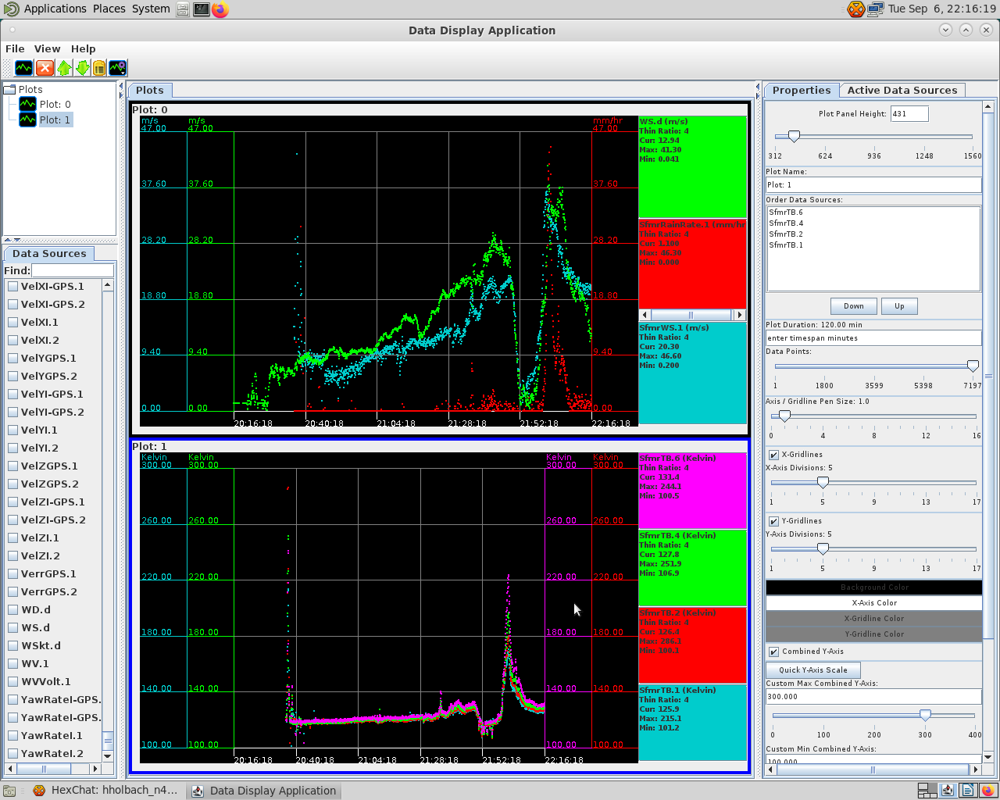 Applications Places System
Tue Sep 6, 22:16:19
Data Display Application
File View Help
Plots
Plot: 0
Plot: 1
Data Sources
Find:
VelXI-GPS.1
VelXI-GPS.2
VelXI.1
VelXI.2
VelYGPS.1
VelYGPS.2
VelYI-GPS.1
VelYI-GPS.2
VelYI.1
VelYI.2
VelZGPS.1
VelZGPS.2
VelZI-GPS.1
VelZI-GPS.2
VelZI.1
VelZI.2
VerrGPS.1
VerrGPS.2
WD.d
WS.d
WSkt.d
WV.1
WVVolt.1
YawRateI-GPS.
YawRateI-GPS.
YawRateI.1
YawRateI.2
Plots
Plot: 0
m/s m/s mm/hr
47.00 47.00 47.00
37.60 37.60 37.60
28.20 28.20 28.20
18.80 18.80 18.80
9.40 9.40 9.40
0.00 0.00 0.00
20:16:18 20:40:18 21:04:18 21:28:18 21:52:18 22:16:18
WS.d (m/s)
Thin Ratio: 4
Cur: 12.94
Max: 41.30
Min: 0.041
SfmrRainRate.1 (mm/hr
Thin Ratio: 4
Cur: 1.100
Max: 46.30
Min: 0.000
SfmrWS.1 (m/s)
Thin Ratio: 4
Cur: 20.30
Max: 46.60
Min: 0.200
Plot: 1
Kelvin Kelvin Kelvin Kelvin
300.00 300.00 300.00 300.00
260.00 260.00 260.00 260.00
220.00 220.00 220.00 220.00
180.00 180.00 180.00 180.00
140.00 140.00 140.00 140.00
100.00 100.00 100.00 100.00
20:16:18 20:40:18 21:04:18 21:28:18 21:52:18 22:16:18
SfmrTB.6 (Kelvin)
Thin Ratio: 4
Cur: 131.4
Max: 244.1
Min: 100.5
SfmrTB.4 (Kelvin)
Thin Ratio: 4
Cur: 127.8
Max: 251.9
Min: 106.9
SfmrTB.2 (Kelvin)
Thin Ratio: 4
Cur: 126.4
Max: 286.1
Min: 100.1
SfmrTB.1 (Kelvin)
Thin Ratio: 4
Cur: 125.9
Max: 215.1
Min: 101.2
Properties Active Data Sources
Plot Panel Height: 431
312 624 936 1248 1560
Plot Name:
Plot: 1
Order Data Sources:
SfmrTB.6
SfmrTB.4
SfmrTB.2
SfmrTB.1
Down Up
Plot Duration: 120.00 min
enter timespan minutes
Data Points:
1 1800 3599 5398 7197
Axis / Gridline Pen Size: 1.0
0 4 8 12 16
X-Gridlines
X-Axis Divisions: 5
1 5 9 13 17
Y-Gridlines
Y-Axis Divisions: 5
1 5 9 13 17
Background Color
X-Axis Color
X-Gridline Color
Y-Gridline Color
Combined Y-Axis
Quick Y-Axis Scale
Custom Max Combined Y-Axis:
300.000
0 100 200 300 400
Custom Min Combined Y-Axis:
100.000
HexChat: hholbach_n4... Data Display Application